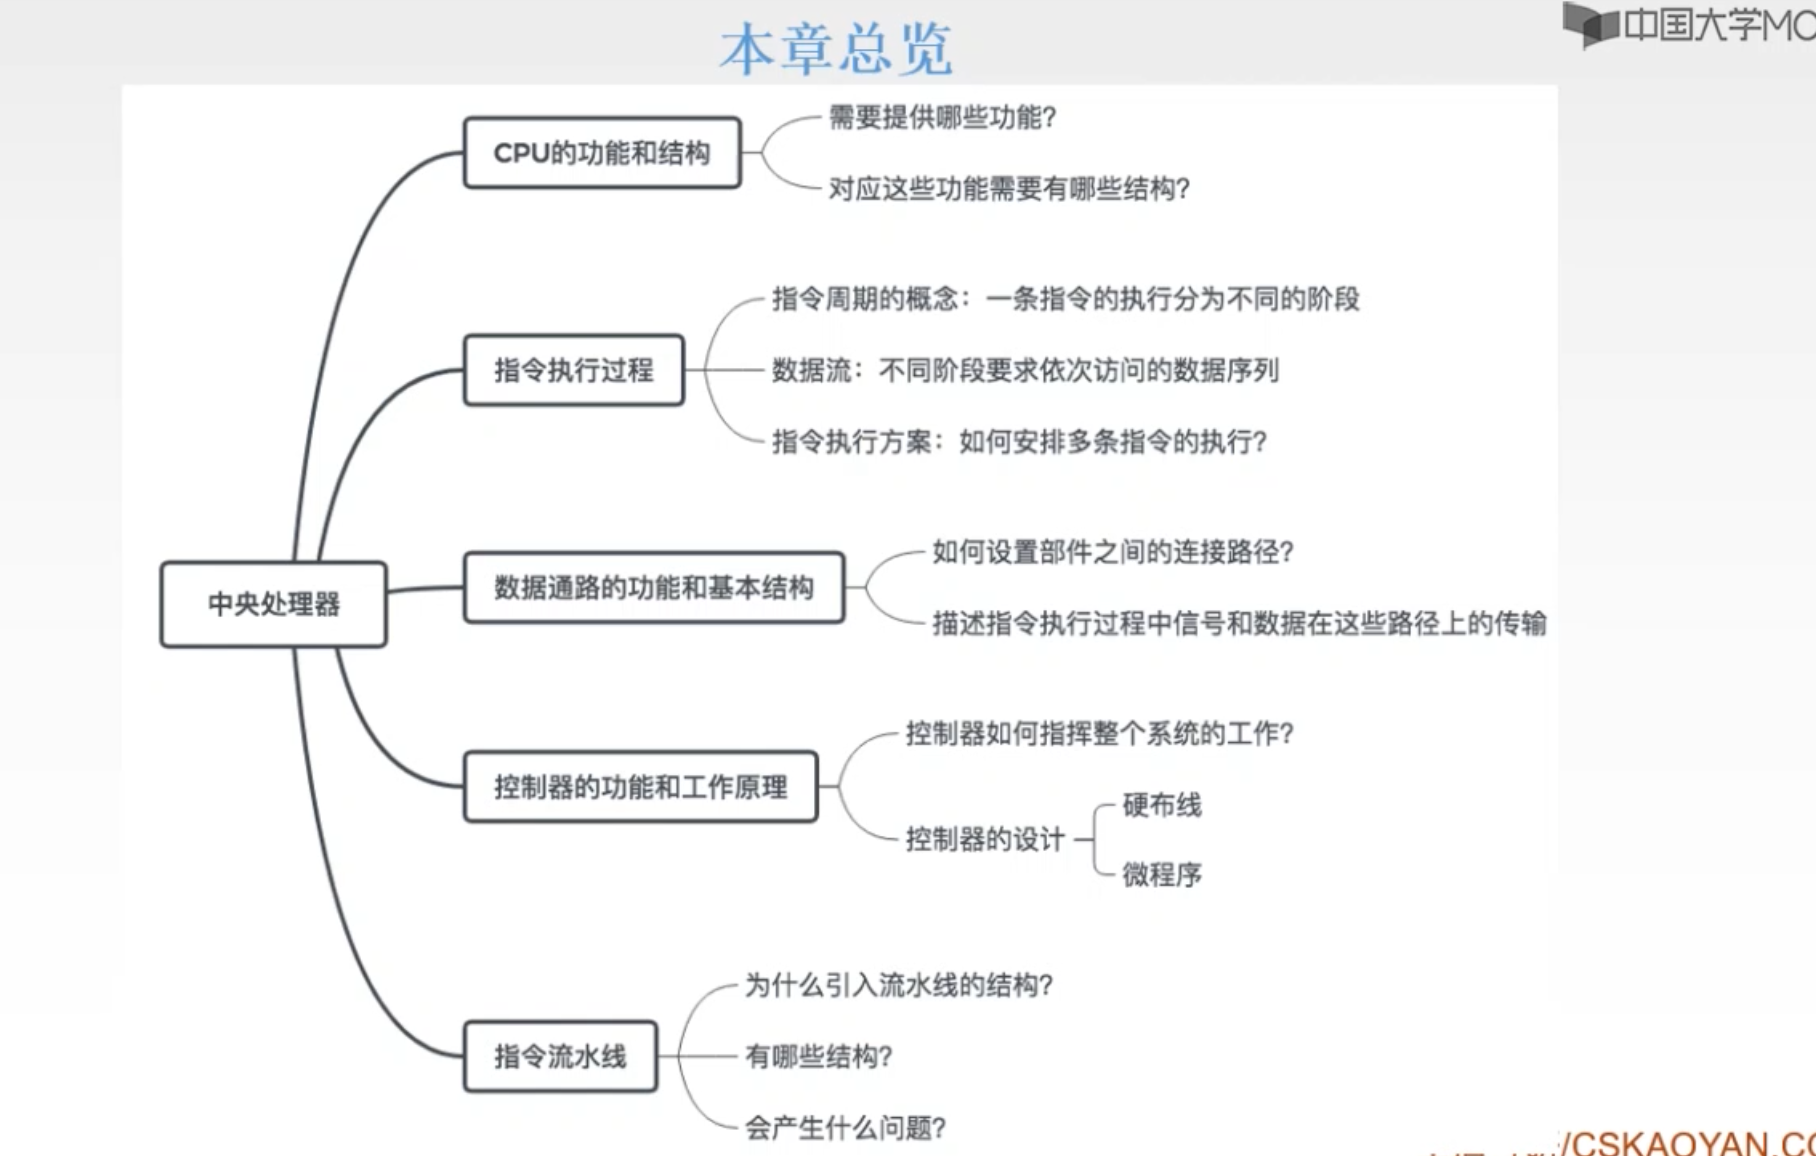 本章总览
中国大学MO
CPU的功能和结构
需要提供哪些功能?
对应这些功能需要有哪些结构?
指令执行过程
指令周期的概念：一条指令的执行分为不同的阶段
数据流：不同阶段要求依次访问的数据序列
指令执行方案：如何安排多条指令的执行?
中央处理器
数据通路的功能和基本结构
如何设置部件之间的连接路径?
描述指令执行过程中信号和数据在这些路径上的传输
控制器的功能和工作原理
控制器如何指挥整个系统的工作?
控制器的设计
硬布线
微程序
指令流水线
为什么引入流水线的结构?
有哪些结构?
会产生什么问题?
/CSKAOYAN.CO